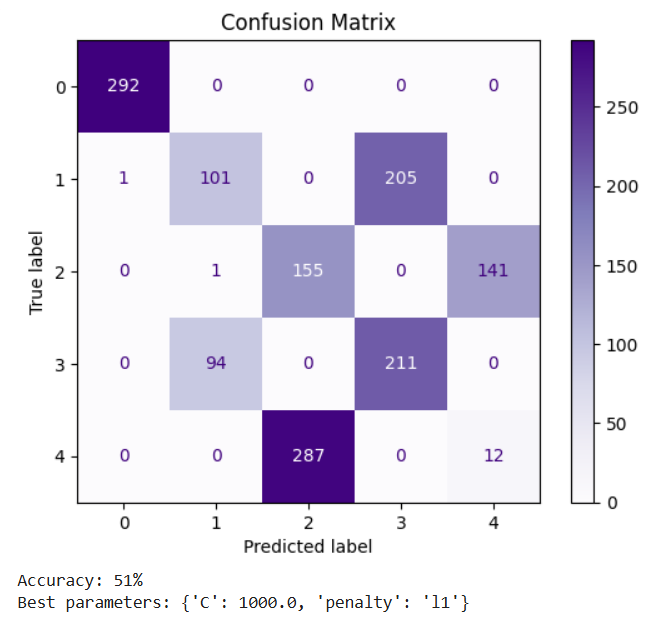 Confusion Matrix
0 292 0 0 0 0
1 1 101 0 205 0
2 0 1 155 0 141
3 0 94 0 211 0
4 0 0 287 0 12
0 1 2 3 4
True label
Predicted label
250
200
150
100
50
0
Accuracy: 51%
Best parameters: {'C': 1000.0, 'penalty': 'l1'}